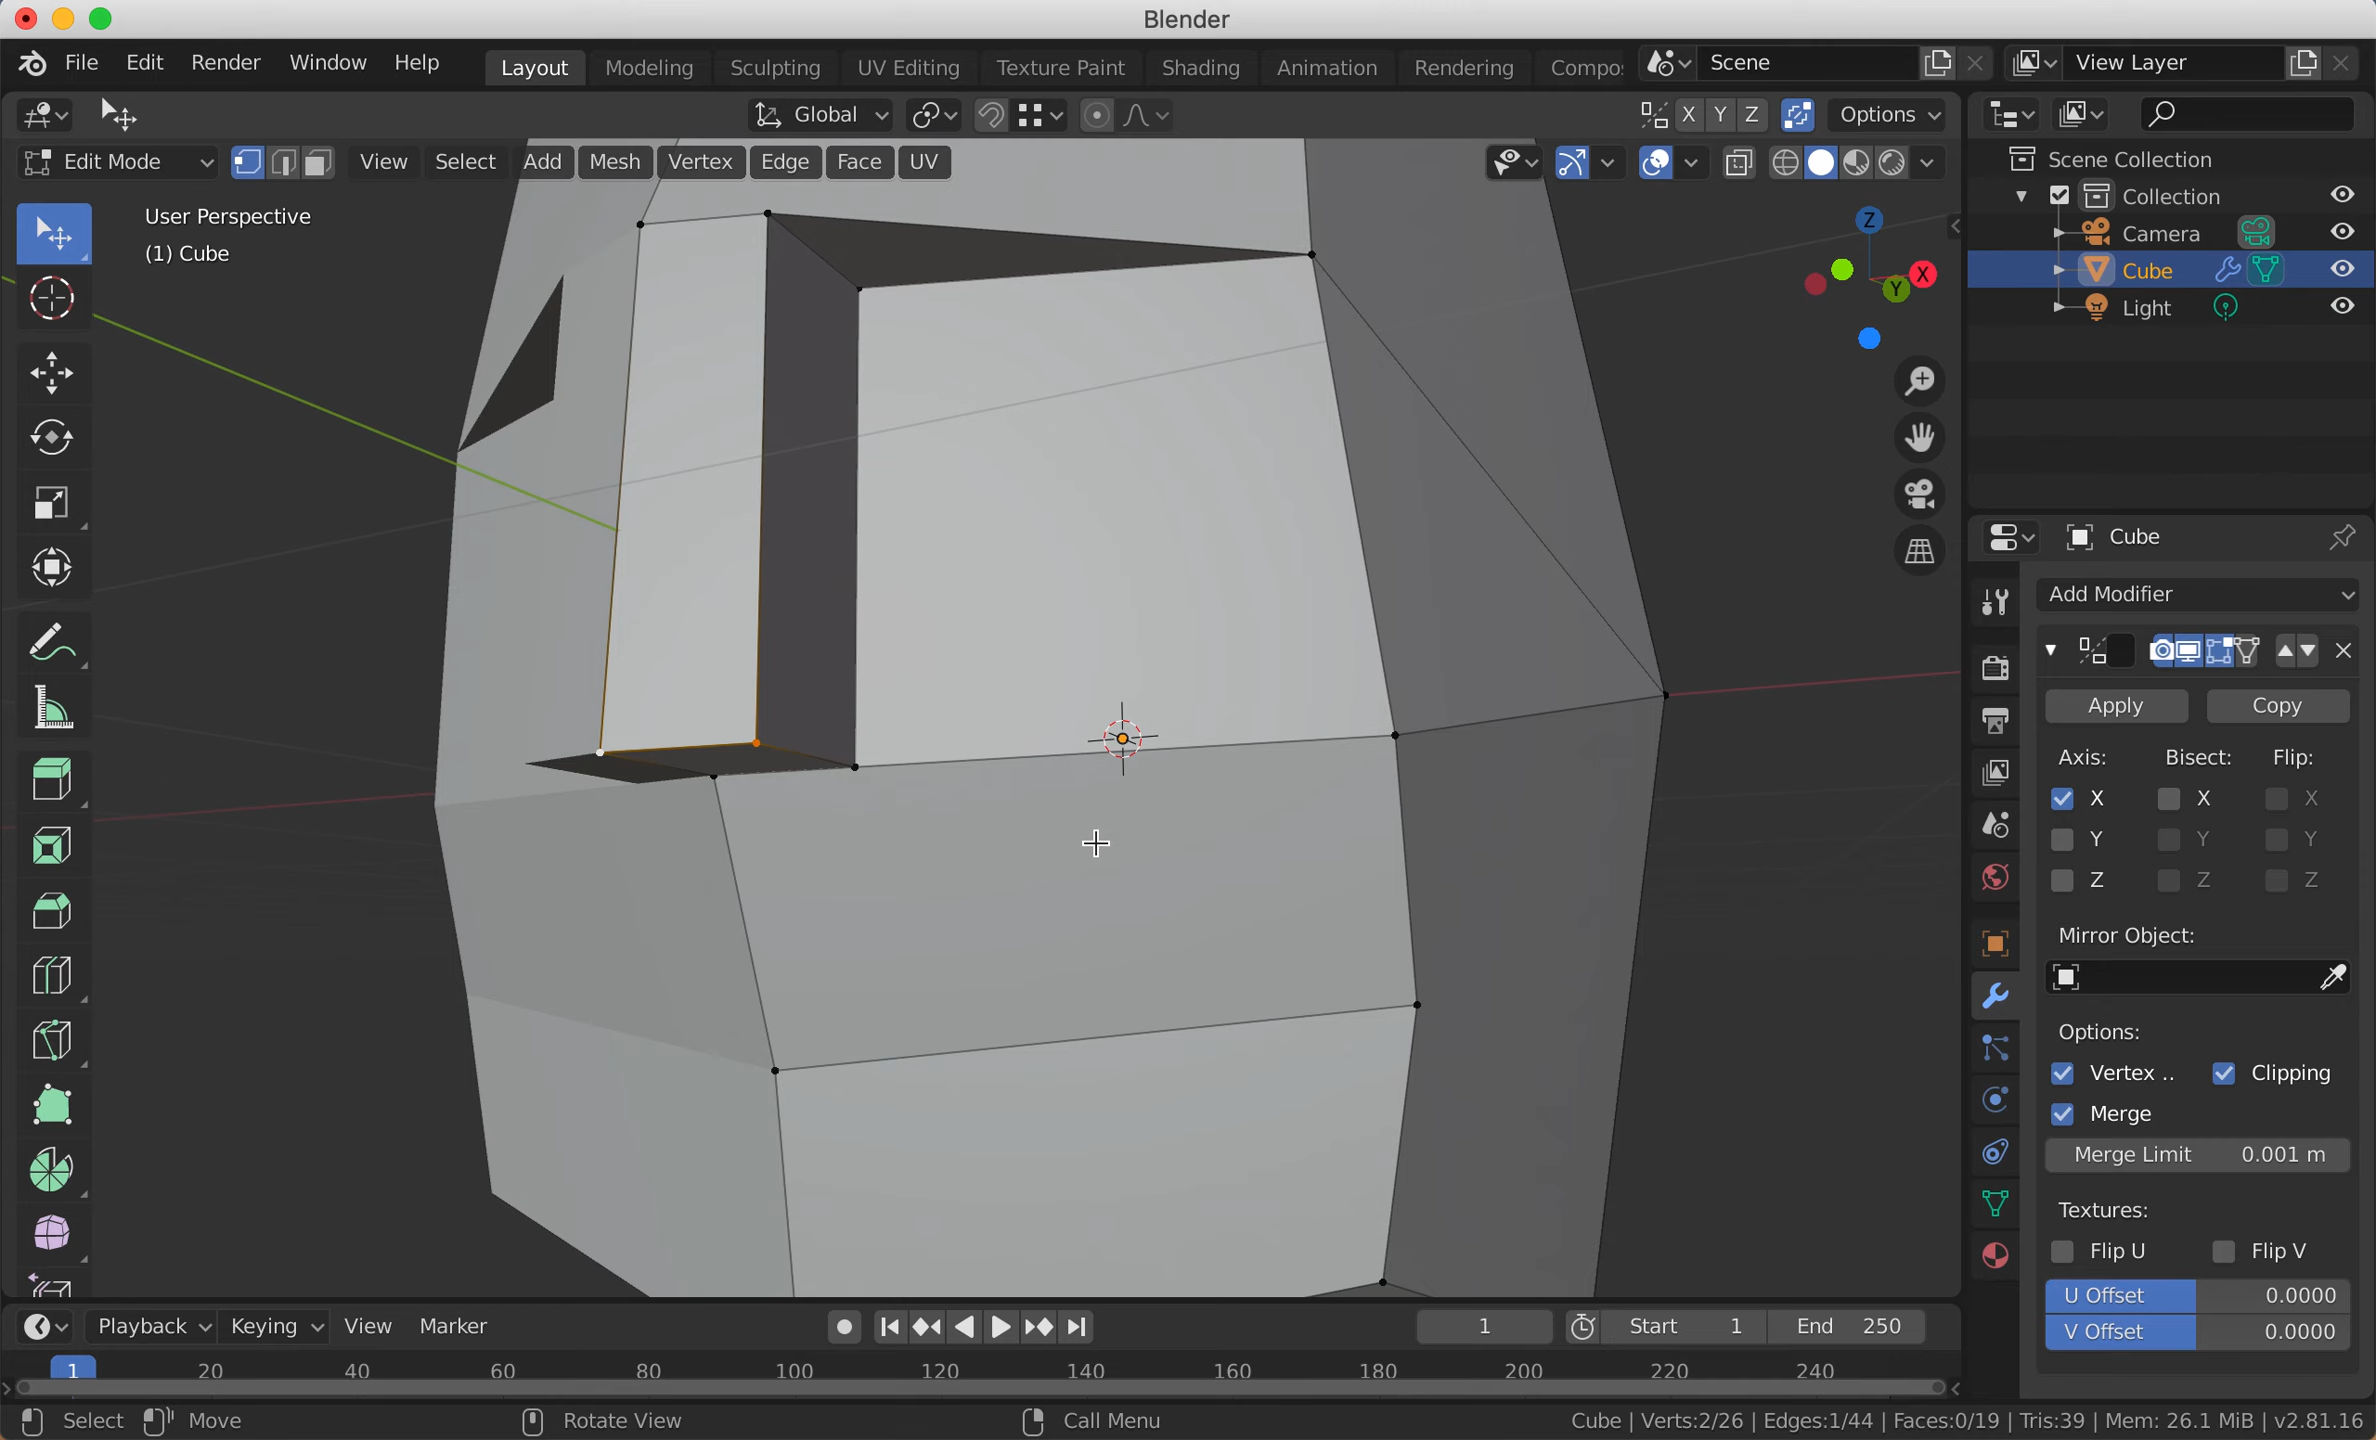 Blender
File Edit Render Window Help Layout Modeling Sculpting UV Editing Texture Paint Shading Animation Rendering Compos Scene View Layer
Global X Y Z Options
Edit Mode View Select Add Mesh Vertex Edge Face UV
User Perspective
(1) Cube
Z
X
Y
Scene Collection
Collection
Camera
Cube
Light
Cube
Add Modifier
Apply Copy
Axis: Bisect: Flip:
X X X
Y Y Y
Z Z Z
Mirror Object:
Options:
Vertex .. Clipping
Merge
Merge Limit 0.001 m
Textures:
Flip U Flip V
U Offset 0.0000
V Offset 0.0000
Playback Keying View Marker 1 Start 1 End 250
1 20 40 60 80 100 120 140 160 180 200 220 240
Select Move Rotate View Call Menu Cube | Verts:2/26 | Edges:1/44 | Faces:0/19 | Tris:39 | Mem: 26.1 MiB | v2.81.16